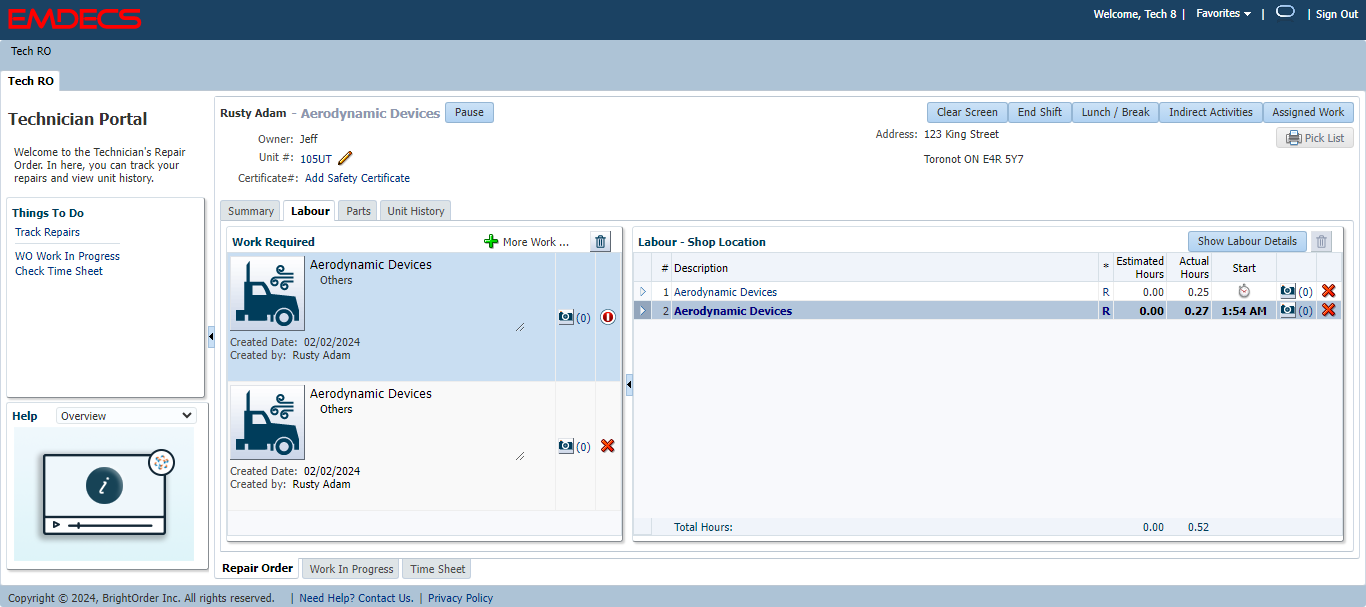 EMDECS
Welcome, Tech 8 | Favorites | | Sign Out
Tech RO
Tech RO
Technician Portal
Welcome to the Technician's Repair
Order. In here, you can track your
repairs and view unit history.
Things To Do
Track Repairs
WO Work In Progress
Check Time Sheet
Help Overview
i
Rusty Adam - Aerodynamic Devices Pause
Clear Screen End Shift Lunch / Break Indirect Activities Assigned Work
Owner: Jeff
Address: 123 King Street
Pick List
Unit #: 105UT
Toronot ON E4R 5Y7
Certificate#: Add Safety Certificate
Summary Labour Parts Unit History
Work Required More Work ...
Aerodynamic Devices
Others
(0)
Created Date: 02/02/2024
Created by: Rusty Adam
Aerodynamic Devices
Others
(0)
Created Date: 02/02/2024
Created by: Rusty Adam
Labour - Shop Location Show Labour Details
# Description * Estimated Hours Actual Hours Start
1 Aerodynamic Devices R 0.00 0.25 (0)
2 Aerodynamic Devices R 0.00 0.27 1:54 AM (0)
Total Hours: 0.00 0.52
Repair Order Work In Progress Time Sheet
Copyright © 2024, BrightOrder Inc. All rights reserved. | Need Help? Contact Us. | Privacy Policy